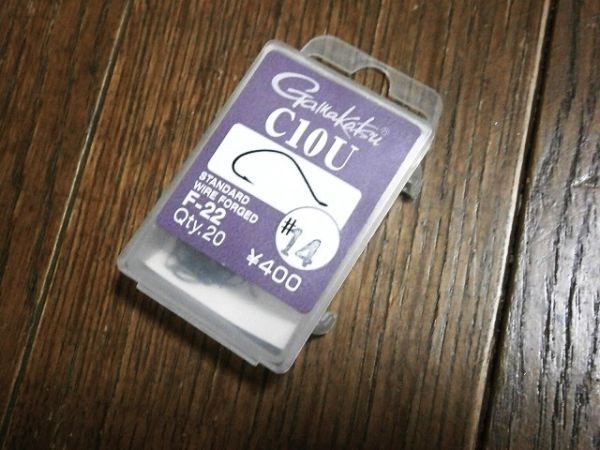 Gamakatsu®
C10U
STANDARD
WIRE FORGED
F-22
Qty.20
#14
¥400